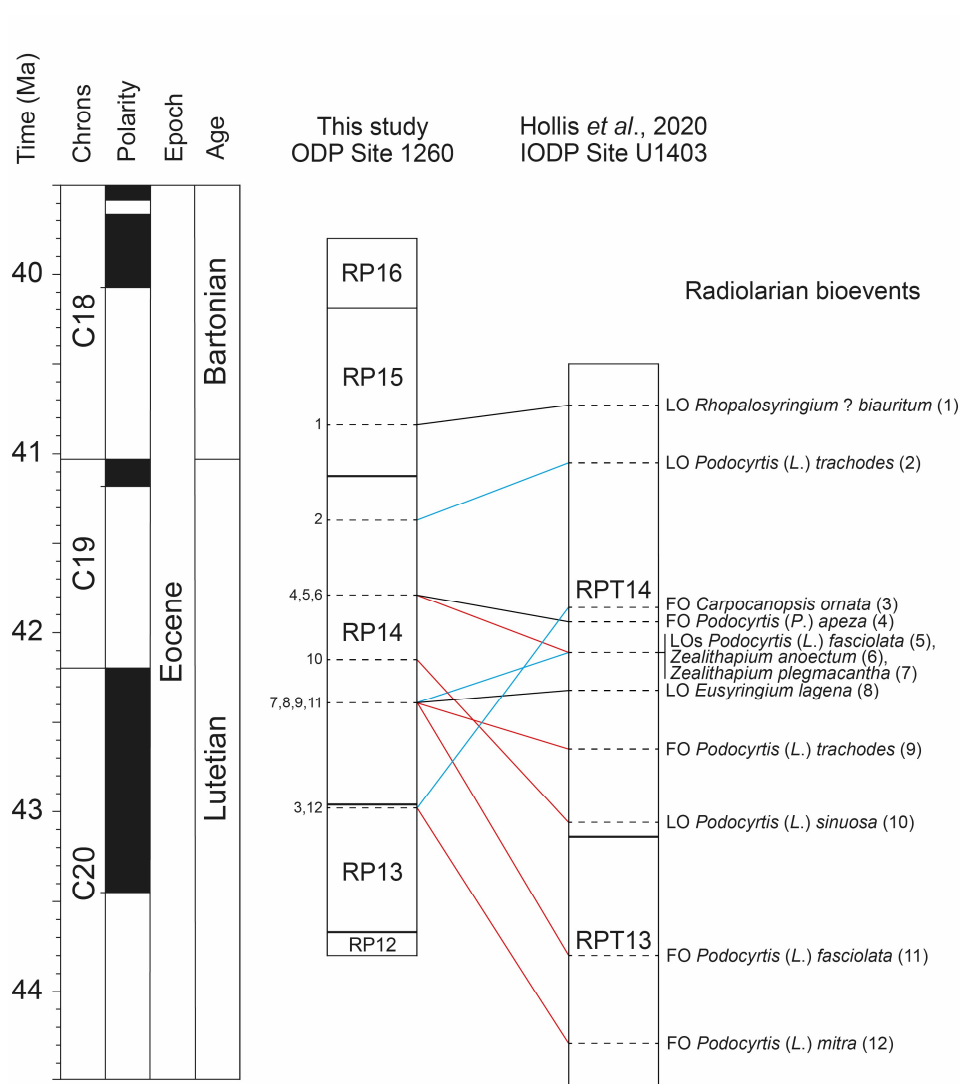 Time (Ma)
Chrons
Polarity
Epoch
Age
This study
ODP Site 1260
Hollis et al., 2020
IODP Site U1403
Radiolarian bioevents
40
41
42
43
44
C18
C19
C20
Eocene
Bartonian
Lutetian
RP16
RP15
1
2
4,5,6
RP14
10
7,8,9,11
3,12
RP13
RP12
RPT14
RPT13
LO Rhopalosyringium ? biauritum (1)
LO Podocyrtis (L.) trachodes (2)
FO Carpocanopsis ornata (3)
FO Podocyrtis (P.) apeza (4)
LOs Podocyrtis (L.) fasciolata (5),
Zealithapium anoectum (6),
Zealithapium plegmacantha (7)
LO Eusyringium lagena (8)
FO Podocyrtis (L.) trachodes (9)
LO Podocyrtis (L.) sinuosa (10)
FO Podocyrtis (L.) fasciolata (11)
FO Podocyrtis (L.) mitra (12)